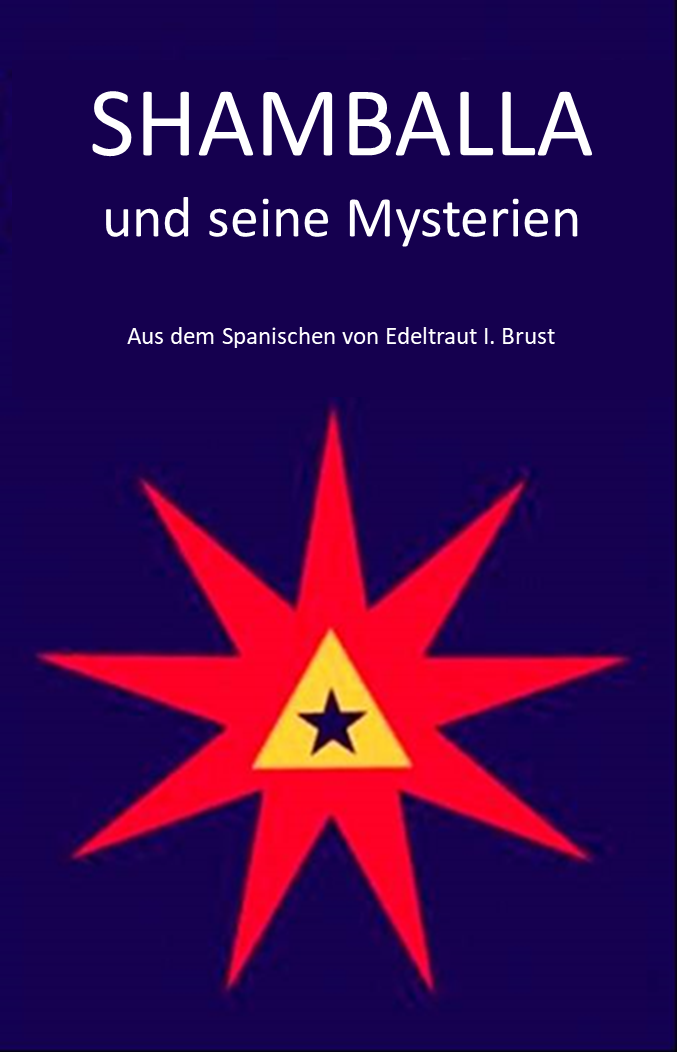 SHAMBALLA
und seine Mysterien
Aus dem Spanischen von Edeltraut I. Brust